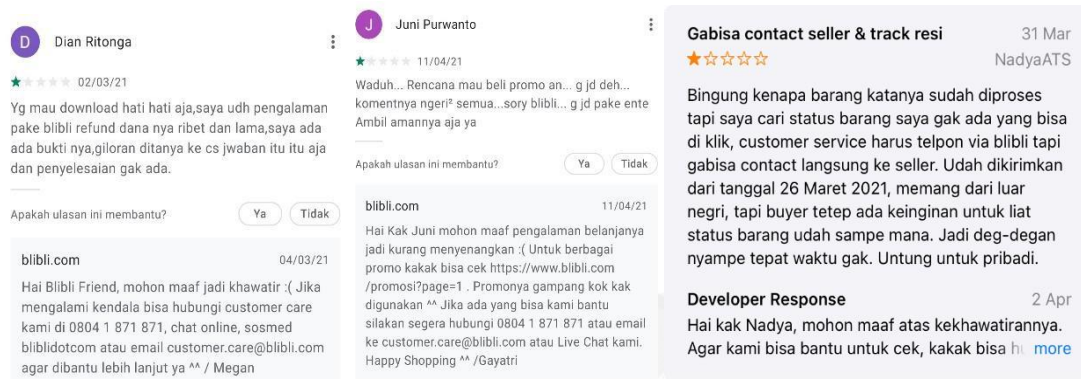 D
Dian Ritonga
02/03/21
Yg mau download hati hati aja,saya udh pengalaman
pake blibli refund dana nya ribet dan lama,saya ada
ada bukti nya,giloran ditanya ke cs jwaban itu itu aja
dan penyelesaian gak ada.
Apakah ulasan ini membantu?
Ya
Tidak
blibli.com
04/03/21
Hai Blibli Friend, mohon maaf jadi khawatir :( Jika
mengalami kendala bisa hubungi customer care
kami di 0804 1 871 871, chat online, sosmed
bliblidotcom atau email customer.care@blibli.com
agar dibantu lebih lanjut ya ^^ / Megan
J
Juni Purwanto
11/04/21
Waduh... Rencana mau beli promo an... g jd deh...
komentnya ngeri² semua...sory blibli... g jd pake ente
Ambil amannya aja ya
Apakah ulasan ini membantu?
Ya
Tidak
blibli.com
11/04/21
Hai Kak Juni mohon maaf pengalaman belanjanya
jadi kurang menyenangkan :( Untuk berbagai
promo kakak bisa cek https://www.blibli.com
/promosi?page=1 . Promonya gampang kok kak
digunakan ^^ Jika ada yang bisa kami bantu
silakan segera hubungi 0804 1 871 871 atau email
ke customer.care@blibli.com atau Live Chat kami.
Happy Shopping ^^ /Gayatri
Gabisa contact seller & track resi
31 Mar
NadyaATS
Bingung kenapa barang katanya sudah diproses
tapi saya cari status barang saya gak ada yang bisa
di klik, customer service harus telpon via blibli tapi
gabisa contact langsung ke seller. Udah dikirimkan
dari tanggal 26 Maret 2021, memang dari luar
negri, tapi buyer tetep ada keinginan untuk liat
status barang udah sampe mana. Jadi deg-degan
nyampe tepat waktu gak. Untung untuk pribadi.
Developer Response
2 Apr
Hai kak Nadya, mohon maaf atas kekhawatirannya.
Agar kami bisa bantu untuk cek, kakak bisa more